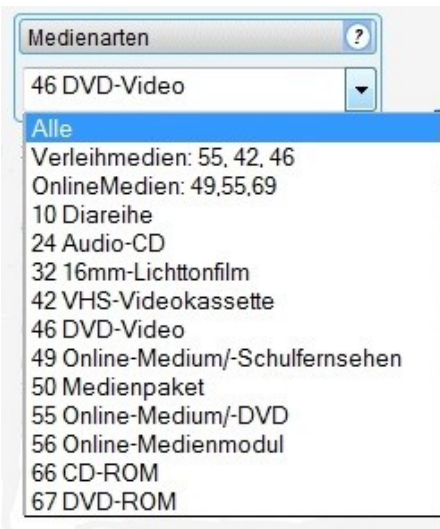 Medienarten ?
46 DVD-Video
Alle
Verleihmedien: 55, 42, 46
OnlineMedien: 49,55,69
10 Diareihe
24 Audio-CD
32 16mm-Lichttonfilm
42 VHS-Videokassette
46 DVD-Video
49 Online-Medium/-Schulfernsehen
50 Medienpaket
55 Online-Medium/-DVD
56 Online-Medienmodul
66 CD-ROM
67 DVD-ROM